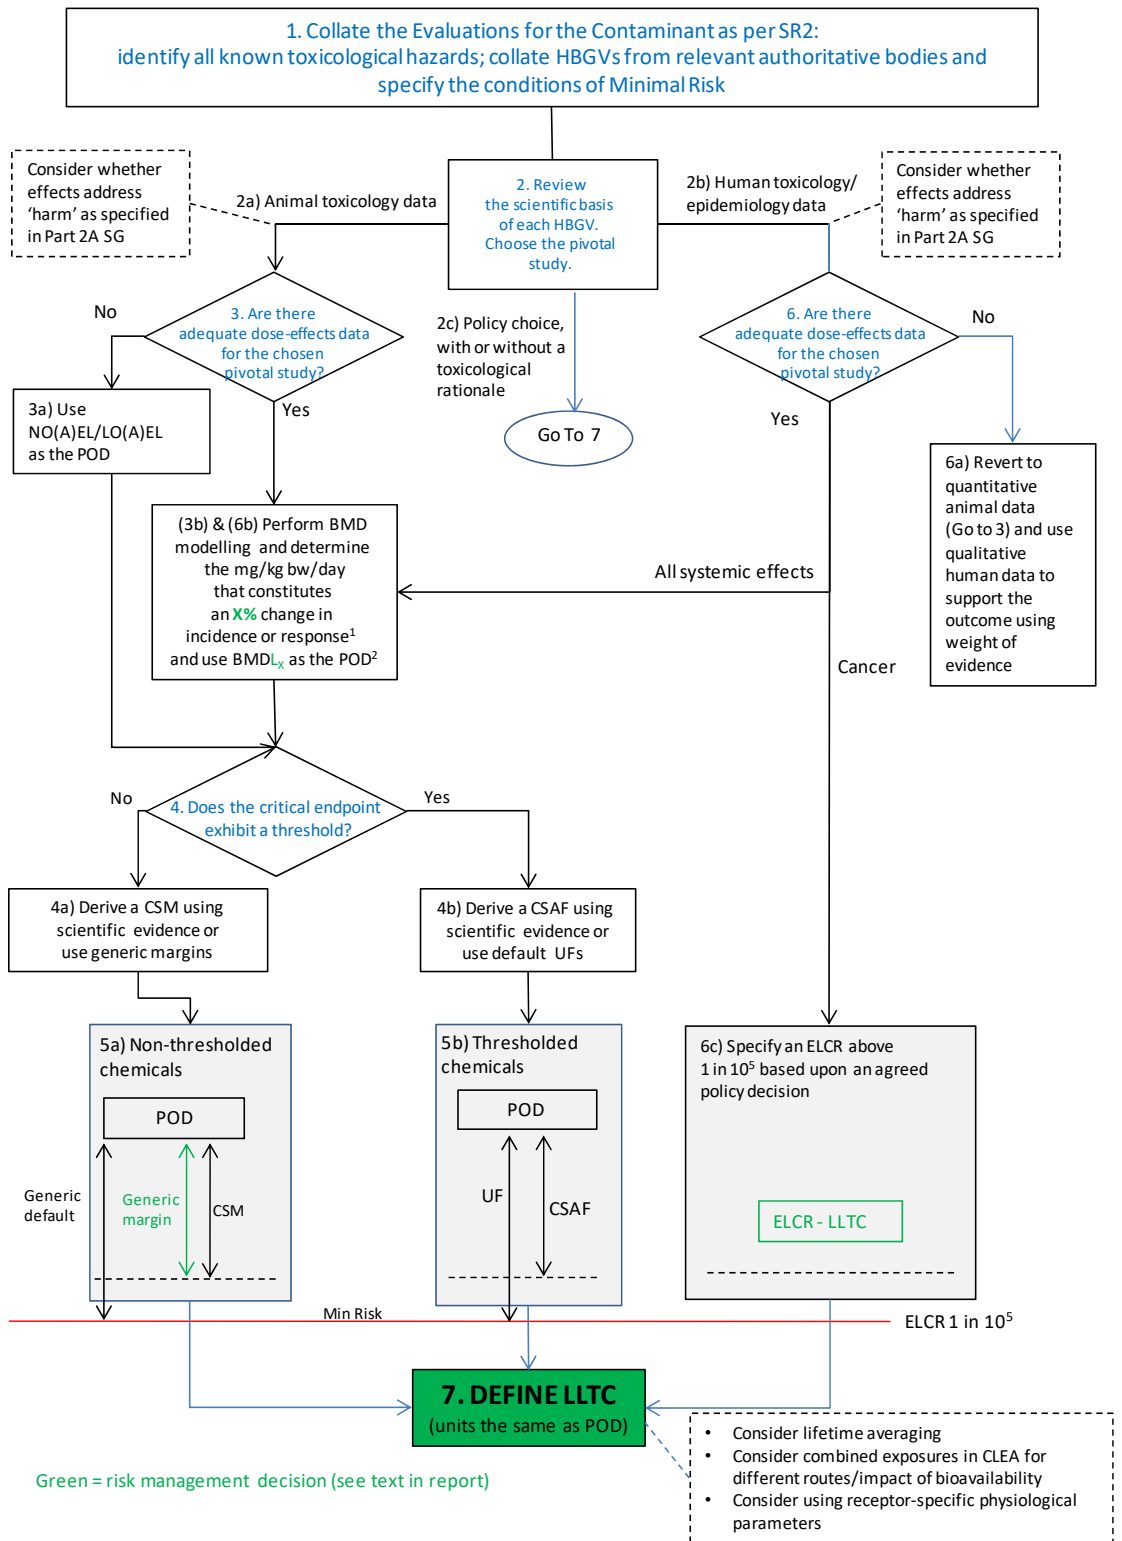 1. Collate the Evaluations for the Contaminant as per SR2:
identify all known toxicological hazards; collate HBGVs from relevant authoritative bodies and
specify the conditions of Minimal Risk
Consider whether
effects address
‘harm’ as specified
in Part 2A SG
2a) Animal toxicology data
2. Review
the scientific basis
of each HBGV.
Choose the pivotal
study.
2b) Human toxicology/
epidemiology data
Consider whether
effects address
‘harm’ as specified
in Part 2A SG
No
3. Are there
adequate dose-effects data
for the chosen
pivotal study?
2c) Policy choice,
with or without a
toxicological
rationale
6. Are there
adequate dose-effects data
for the chosen
pivotal study?
No
3a) Use
NO(A)EL/LO(A)EL
as the POD
Yes
Go To 7
Yes
6a) Revert to
quantitative
animal data
(Go to 3) and use
qualitative
human data to
support the
outcome using
weight of
evidence
(3b) & (6b) Perform BMD
modelling and determine
the mg/kg bw/day
that constitutes
an X% change in
incidence or response¹
and use BMDLₓ as the POD²
All systemic effects
Cancer
No
4. Does the critical endpoint
exhibit a threshold?
Yes
4a) Derive a CSM using
scientific evidence or
use generic margins
4b) Derive a CSAF using
scientific evidence or
use default UFs
5a) Non-thresholded
chemicals
POD
Generic
default
Generic
margin
CSM
5b) Thresholded
chemicals
POD
UF
CSAF
6c) Specify an ELCR above
1 in 10⁵ based upon an agreed
policy decision
ELCR - LLTC
Min Risk
ELCR 1 in 10⁵
7. DEFINE LLTC
(units the same as POD)
• Consider lifetime averaging
• Consider combined exposures in CLEA for
different routes/impact of bioavailability
• Consider using receptor-specific physiological
parameters
Green = risk management decision (see text in report)